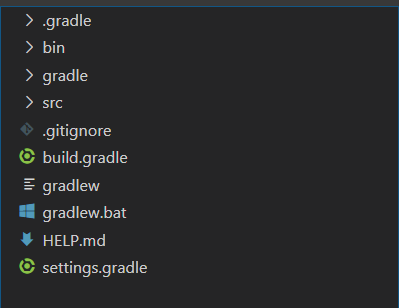 .gradle
bin
gradle
src
.gitignore
build.gradle
gradlew
gradlew.bat
HELP.md
settings.gradle